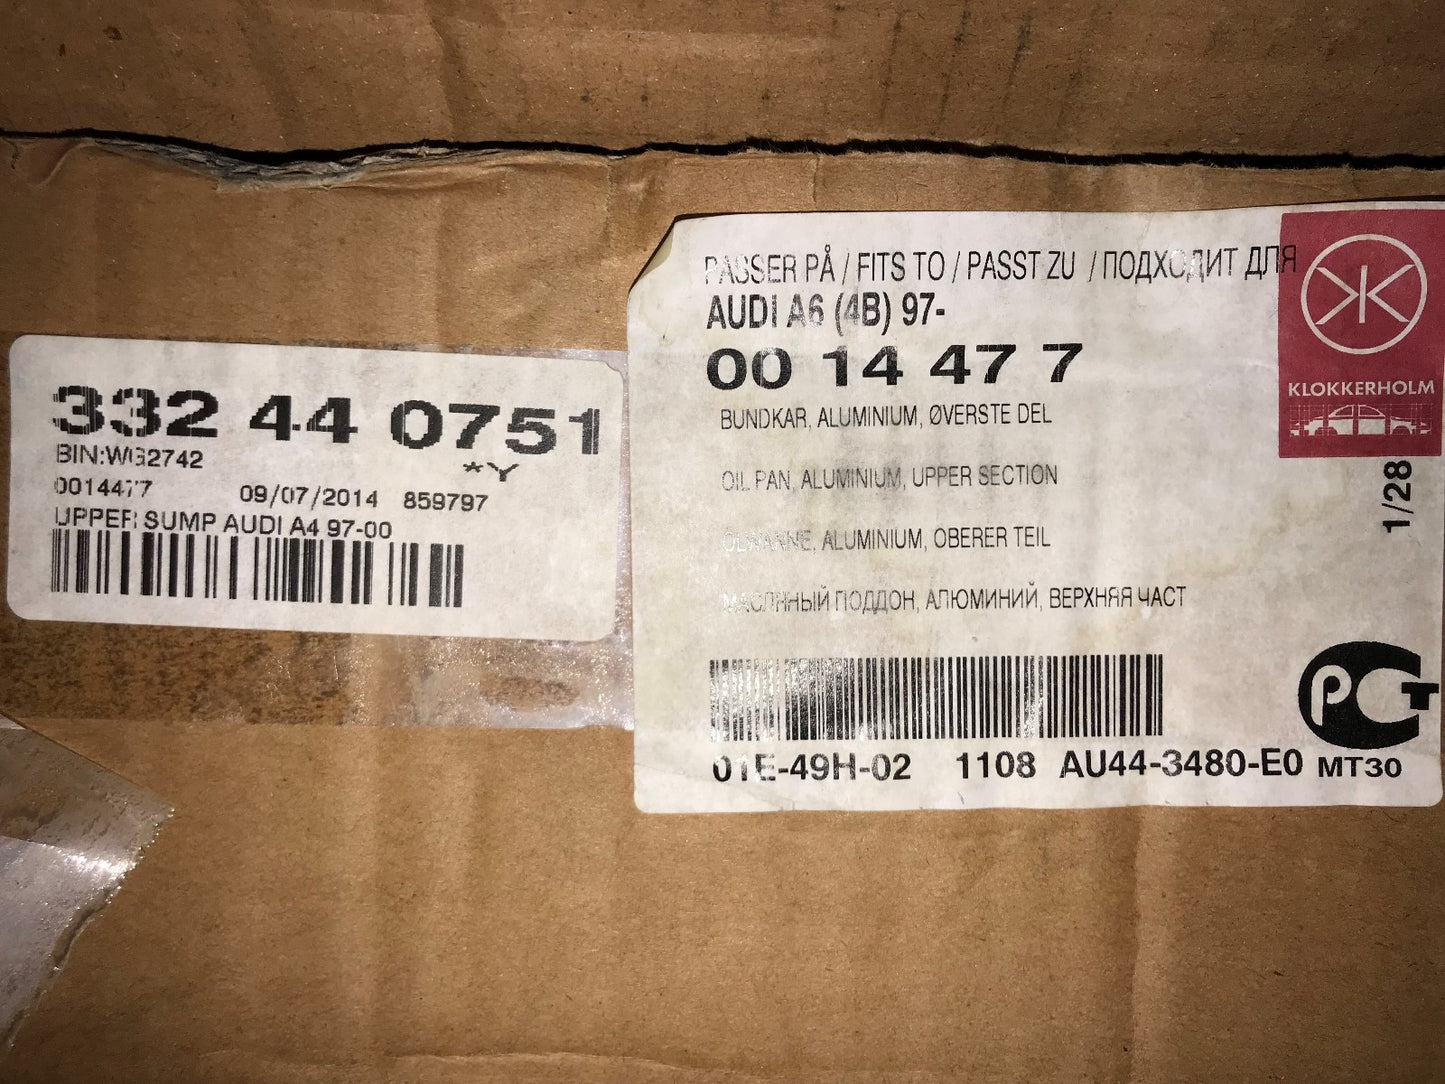 332 44 0751
BIN:WG2742
*Y
0014477 09/07/2014 859797
UPPER SUMP AUDI A4 97-00
PASSER PÅ / FITS TO / PASST ZU / ПОДХОДИТ ДЛЯ
AUDI A6 (4B) 97-
00 14 47 7
BUNDKAR, ALUMINIUM, ØVERSTE DEL
OIL PAN, ALUMINIUM, UPPER SECTION
ÖLWANNE, ALUMINIUM, OBERER TEIL
МАСЛЯНЫЙ ПОДДОН, АЛЮМИНИЙ, ВЕРХНЯЯ ЧАСТ
01E-49H-02 1108 AU44-3480-E0 MT30
KLOKKERHOLM
1/28
РСТ